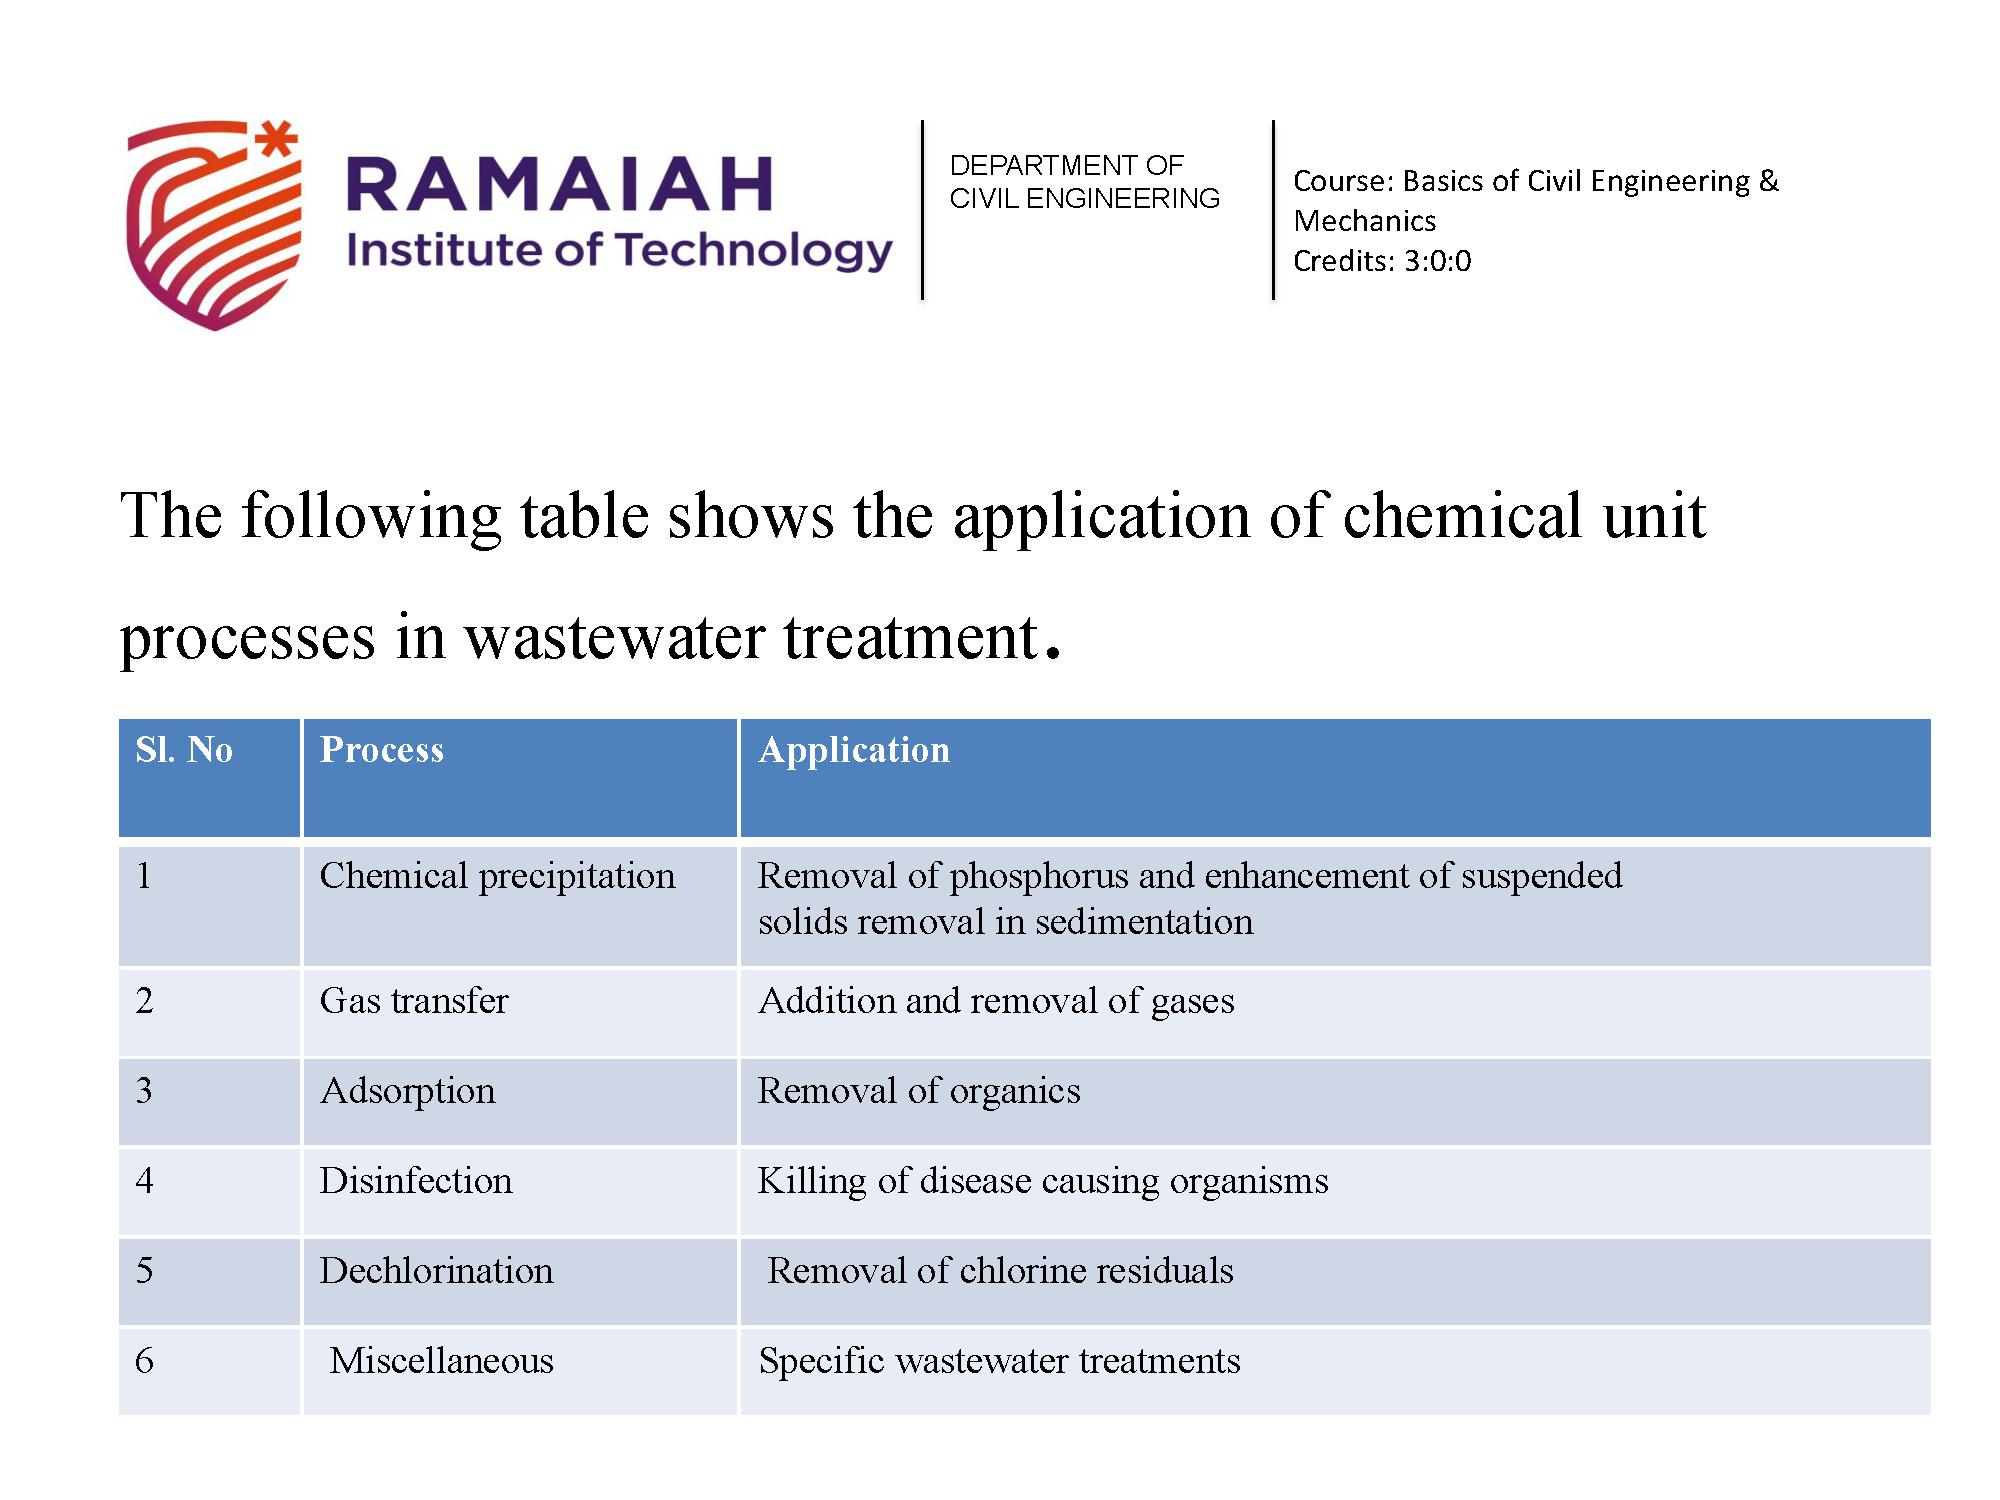 RAMAIAH
Institute of Technology
DEPARTMENT OF
CIVIL ENGINEERING
Course: Basics of Civil Engineering &
Mechanics
Credits: 3:0:0
The following table shows the application of chemical unit
processes in wastewater treatment.
Sl. No Process Application
1 Chemical precipitation Removal of phosphorus and enhancement of suspended
solids removal in sedimentation
2 Gas transfer Addition and removal of gases
3 Adsorption Removal of organics
4 Disinfection Killing of disease causing organisms
5 Dechlorination Removal of chlorine residuals
6 Miscellaneous Specific wastewater treatments